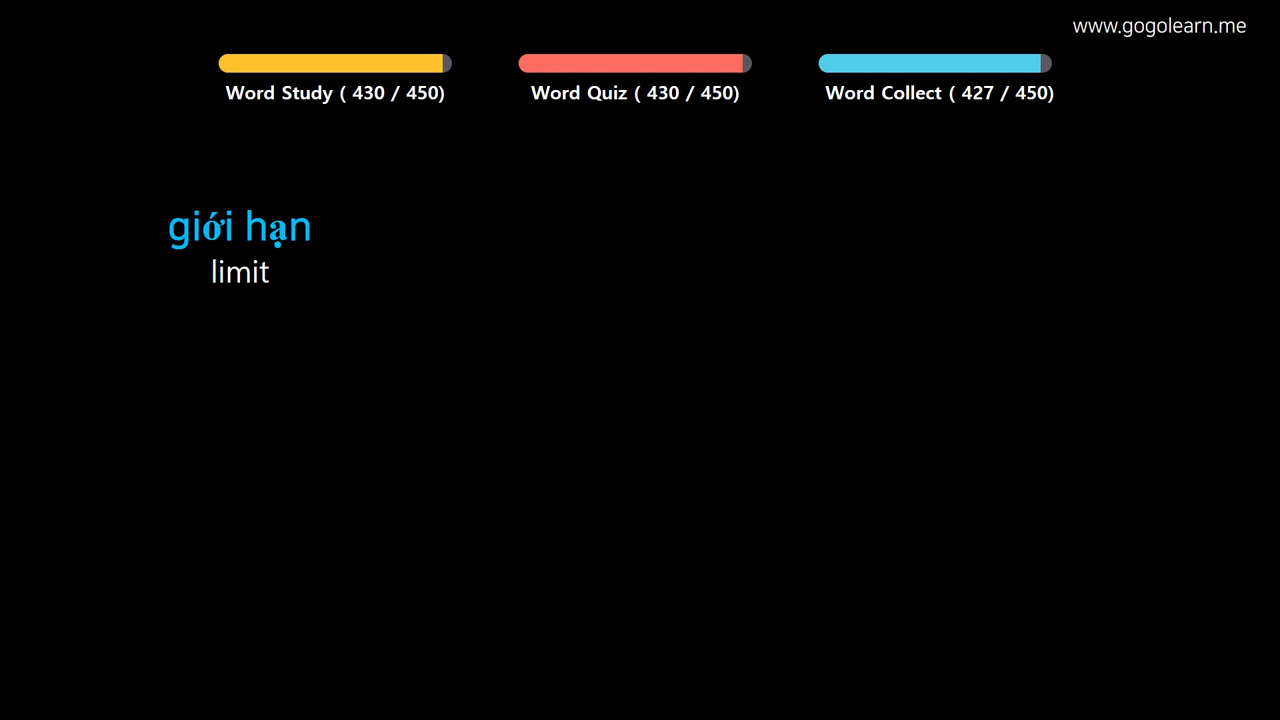 www.gogolearn.me
Word Study ( 430 / 450)
Word Quiz ( 430 / 450)
Word Collect ( 427 / 450)
giới hạn
limit